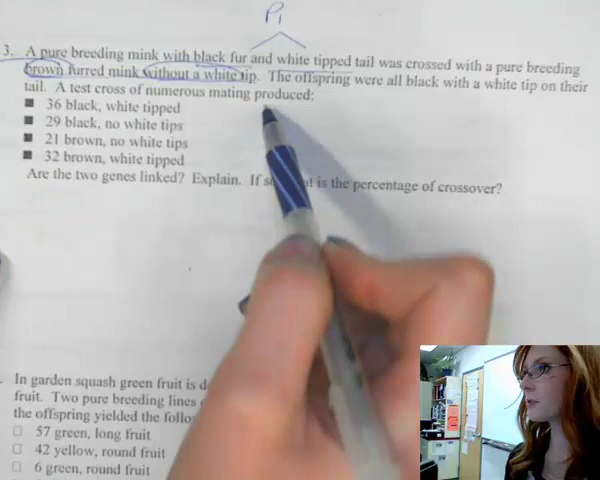 P1
3. A pure breeding mink with black fur and white tipped tail was crossed with a pure breeding
brown furred mink without a white tip. The offspring were all black with a white tip on their
tail. A test cross of numerous mating produced:
■ 36 black, white tipped
■ 29 black, no white tips
■ 21 brown, no white tips
■ 32 brown, white tipped
Are the two genes linked? Explain. If is the percentage of crossover?
In garden squash green fruit is d
fruit. Two pure breeding lines
the offspring yielded the follo
□ 57 green, long fruit
□ 42 yellow, round fruit
□ 6 green, round fruit